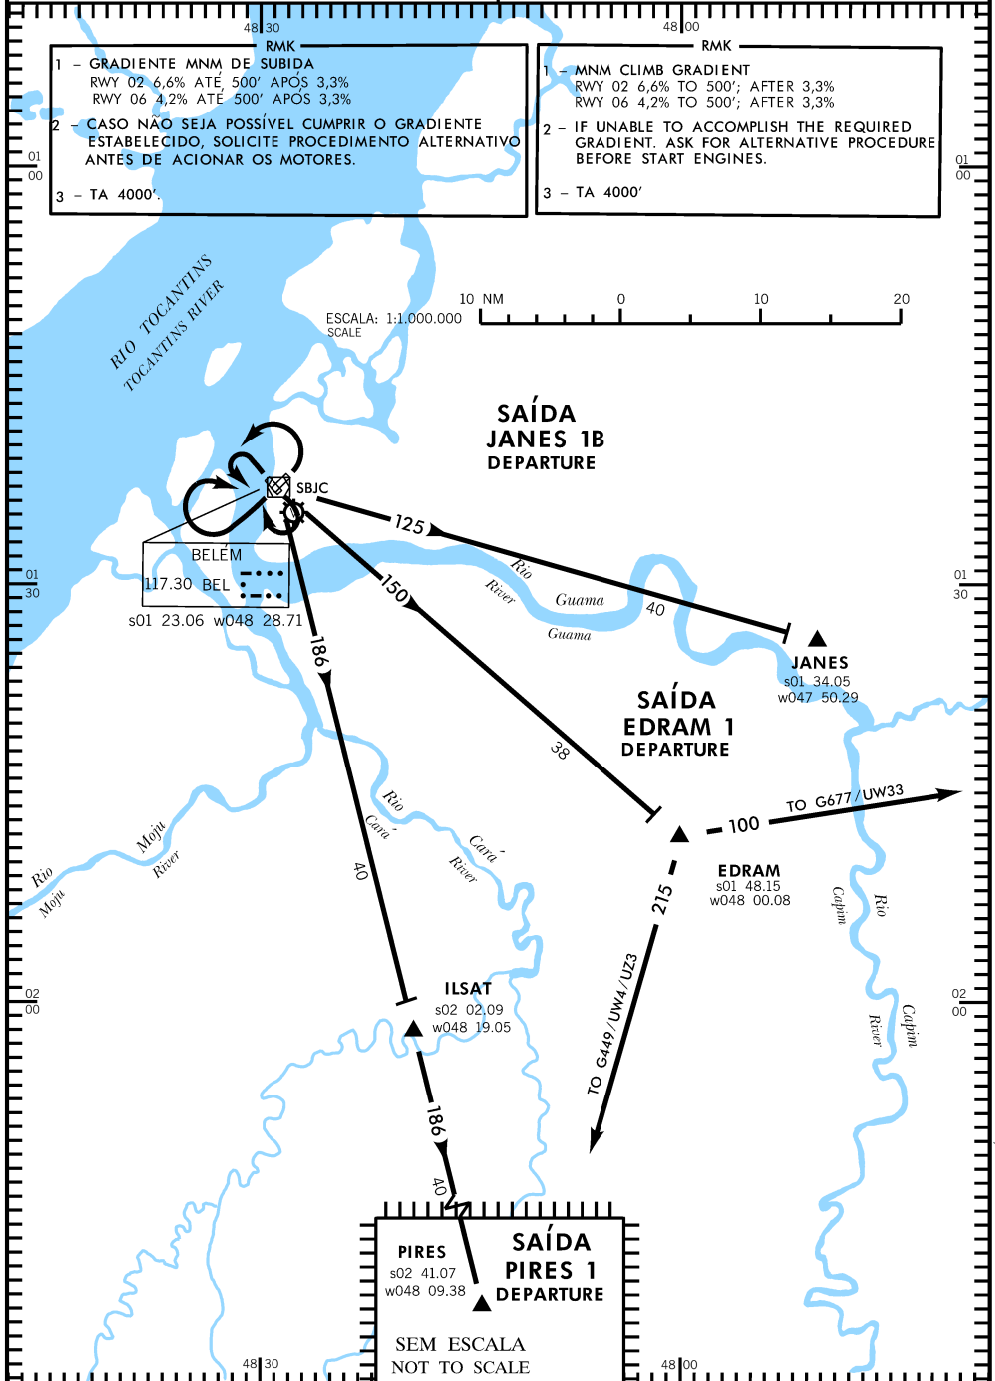 48 30
48 00
RMK
1 – GRADIENTE MNM DE SUBIDA
RWY 02 6,6% ATÉ, 500’ APÓS 3,3%
RWY 06 4,2% ATÉ 500’ APÓS 3,3%
2 – CASO NÃO SEJA POSSÍVEL CUMPRIR O GRADIENTE
ESTABELECIDO, SOLICITE PROCEDIMENTO ALTERNATIVO
ANTES DE ACIONAR OS MOTORES.
3 – TA 4000’.
RMK
1 – MNM CLIMB GRADIENT
RWY 02 6,6% TO 500’; AFTER 3,3%
RWY 06 4,2% TO 500’; AFTER 3,3%
2 – IF UNABLE TO ACCOMPLISH THE REQUIRED
GRADIENT. ASK FOR ALTERNATIVE PROCEDURE
BEFORE START ENGINES.
3 – TA 4000’
01
00
01
00
RIO TOCANTINS
TOCANTINS RIVER
10 NM 0 10 20
ESCALA: 1:1.000.000
SCALE
SAÍDA
JANES 1B
DEPARTURE
SBJC
125
BELÉM
117.30 BEL
s01 23.06 w048 28.71
01
30
01
30
Rio
River
Guama
Guama
150
40
186
JANES
s01 34.05
w047 50.29
SAÍDA
EDRAM 1
DEPARTURE
38
TO G677/UW33
100
Rio
Cará
Cará
River
Rio
Moju
Moju
River
40
EDRAM
s01 48.15
w048 00.08
215
Rio
Capim
TO G449/UW4/UZ3
ILSAT
s02 02.09
w048 19.05
02
00
02
00
Capim
River
186
40
PIRES
s02 41.07
w048 09.38
SAÍDA
PIRES 1
DEPARTURE
SEM ESCALA
NOT TO SCALE
48 30
48 00